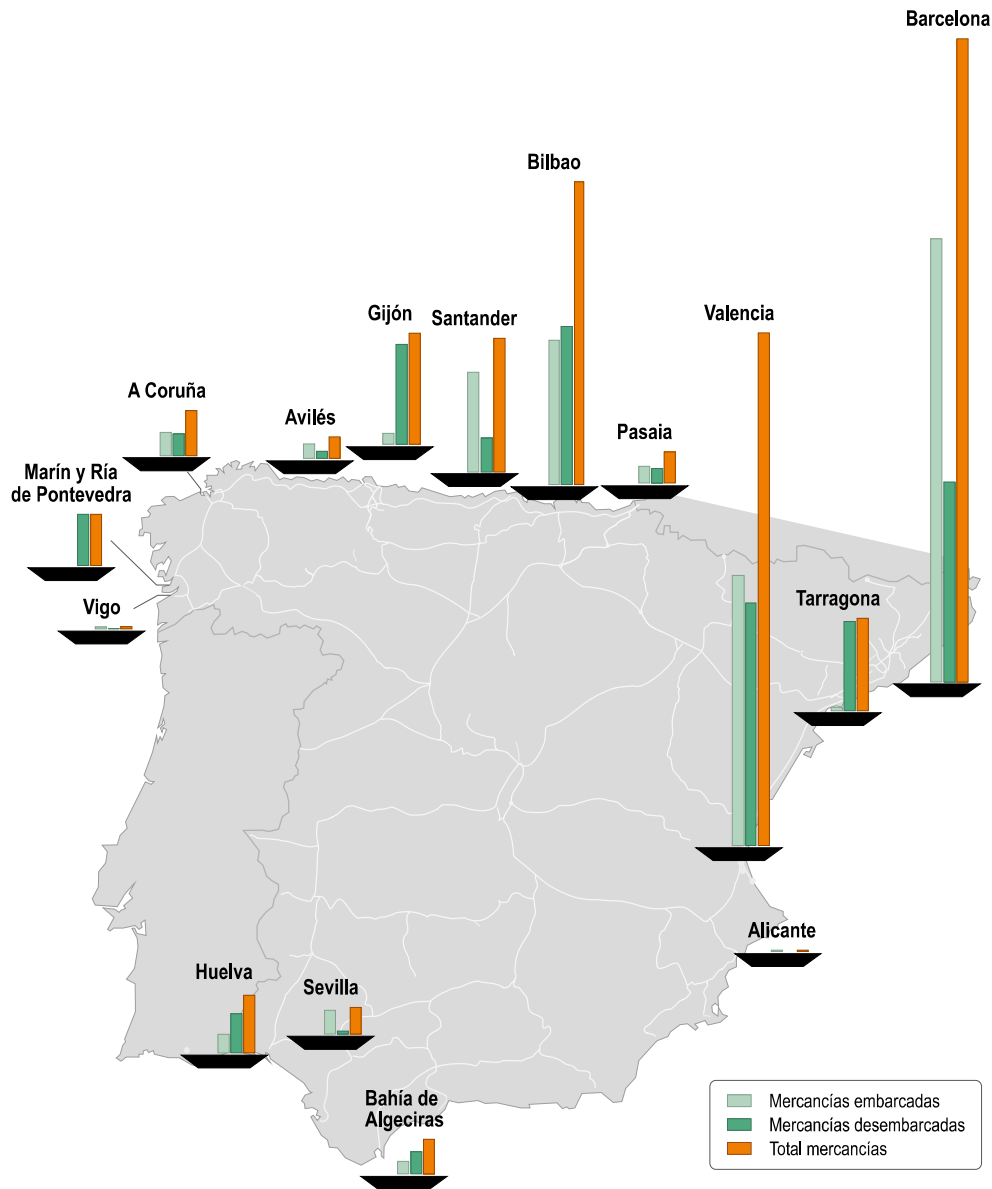 Barcelona
Bilbao
Valencia
Gijón
Santander
A Coruña
Avilés
Pasaia
Marín y Ría
de Pontevedra
Vigo
Tarragona
Alicante
Huelva
Sevilla
Bahía de
Algeciras
Mercancías embarcadas
Mercancías desembarcadas
Total mercancías